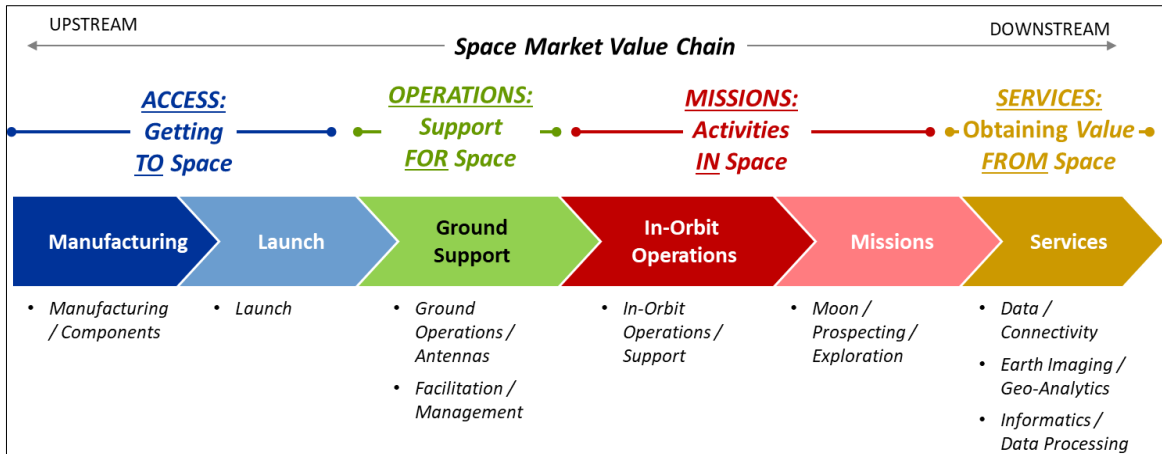 UPSTREAM
DOWNSTREAM
Space Market Value Chain
ACCESS:
Getting
TO Space
OPERATIONS:
Support
FOR Space
MISSIONS:
Activities
IN Space
SERVICES:
Obtaining Value
FROM Space
Manufacturing
Launch
Ground
Support
In-Orbit
Operations
Missions
Services
• Manufacturing
/ Components
• Launch
• Ground
Operations /
Antennas
• Facilitation /
Management
• In-Orbit
Operations /
Support
• Moon /
Prospecting /
Exploration
• Data /
Connectivity
• Earth Imaging /
Geo-Analytics
• Informatics /
Data Processing